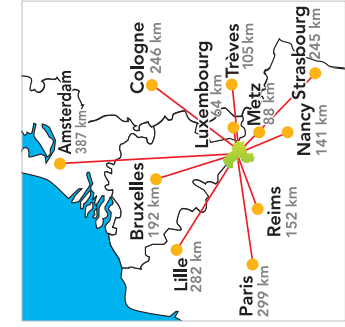 Amsterdam
387 km
Cologne
246 km
Bruxelles
192 km
Lille
282 km
Luxembourg
64 km
Trèves
105 km
Metz
88 km
Strasbourg
245 km
Nancy
141 km
Reims
152 km
Paris
299 km